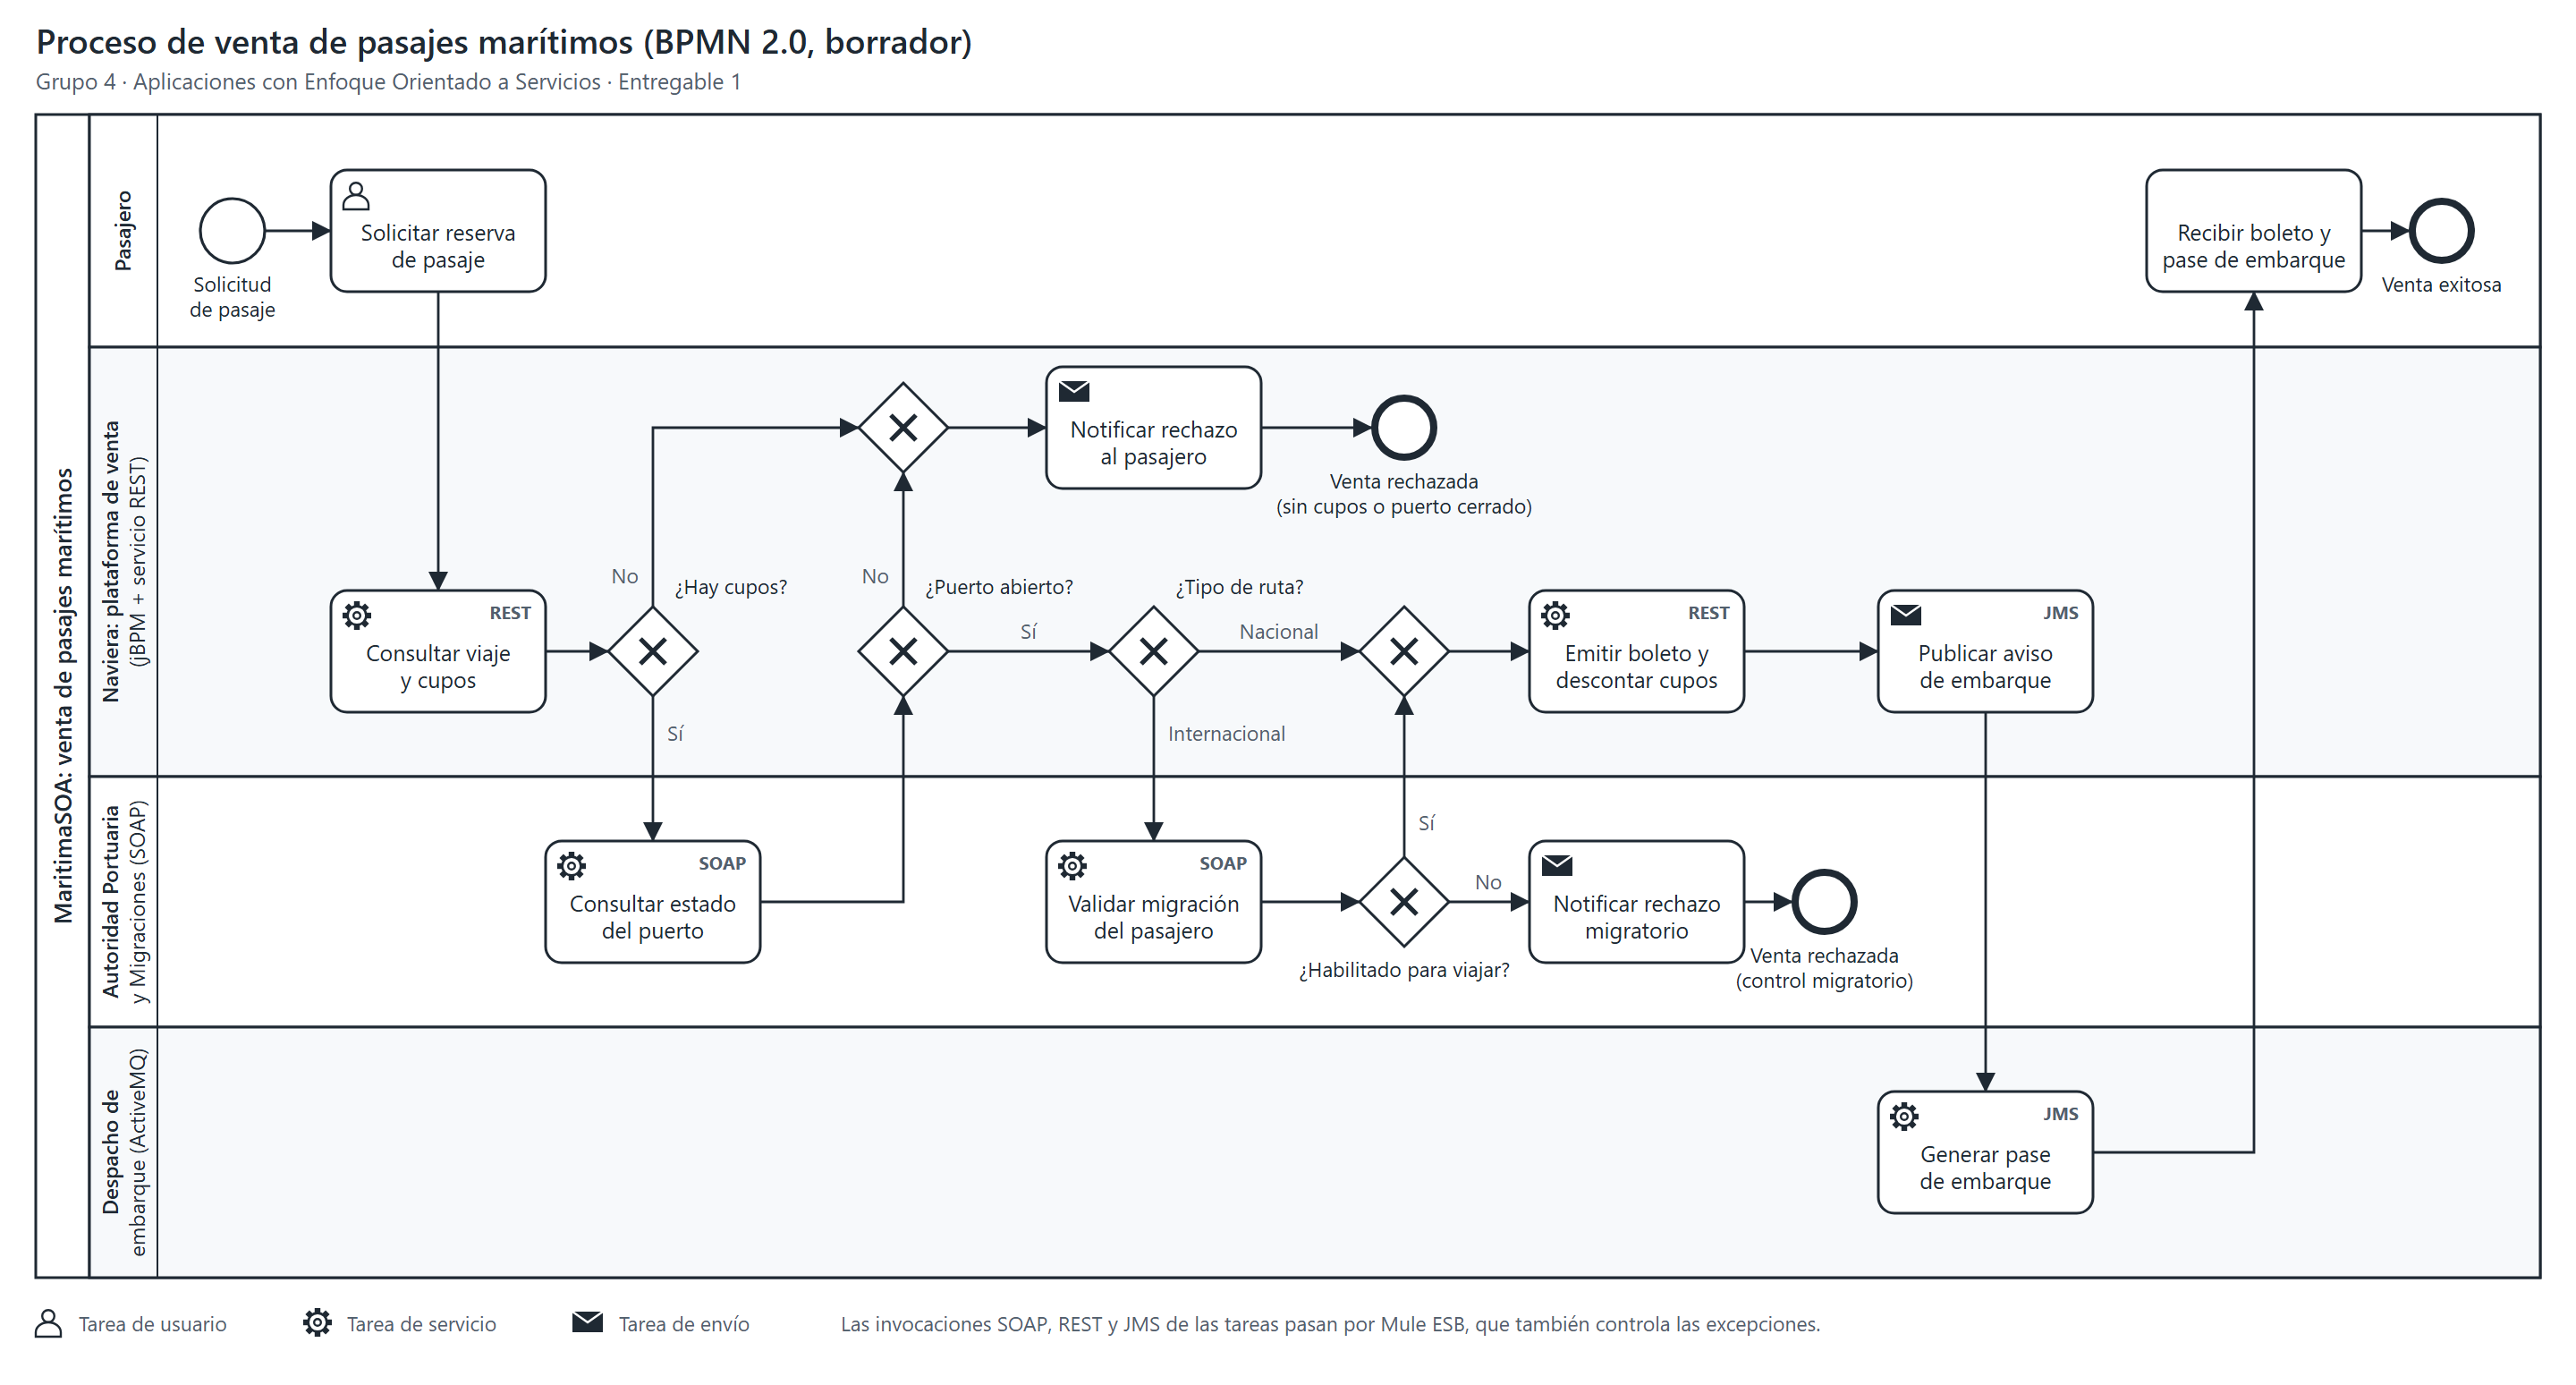 Proceso de venta de pasajes marítimos (BPMN 2.0, borrador)
Grupo 4 · Aplicaciones con Enfoque Orientado a Servicios · Entregable 1
MaritimaSOA: venta de pasajes marítimos
Pasajero
Solicitud
de pasaje
Solicitar reserva
de pasaje
Recibir boleto y
pase de embarque
Venta exitosa
Naviera: plataforma de venta
(jBPM + servicio REST)
Notificar rechazo
al pasajero
Venta rechazada
(sin cupos o puerto cerrado)
REST
Consultar viaje
y cupos
No
¿Hay cupos?
Sí
No
¿Puerto abierto?
Sí
¿Tipo de ruta?
Nacional
Internacional
REST
Emitir boleto y
descontar cupos
JMS
Publicar aviso
de embarque
Autoridad Portuaria
y Migraciones (SOAP)
SOAP
Consultar estado
del puerto
SOAP
Validar migración
del pasajero
Sí
No
¿Habilitado para viajar?
Notificar rechazo
migratorio
Venta rechazada
(control migratorio)
Despacho de
embarque (ActiveMQ)
JMS
Generar pase
de embarque
Tarea de usuario
Tarea de servicio
Tarea de envío
Las invocaciones SOAP, REST y JMS de las tareas pasan por Mule ESB, que también controla las excepciones.